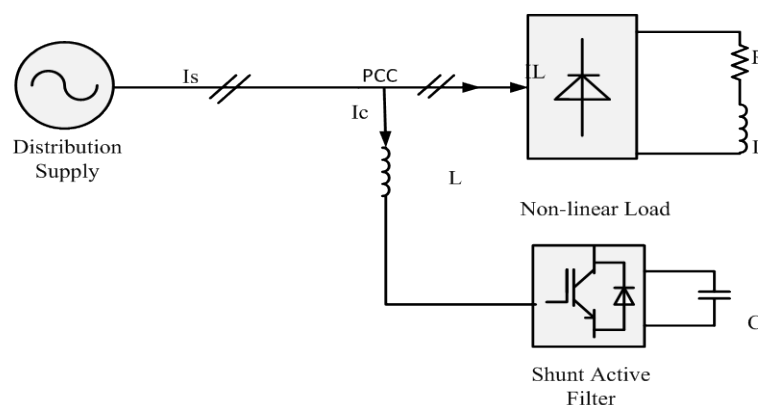 Is
PCC
IL
Ic
Distribution
Supply
L
Non-linear Load
Shunt Active
Filter